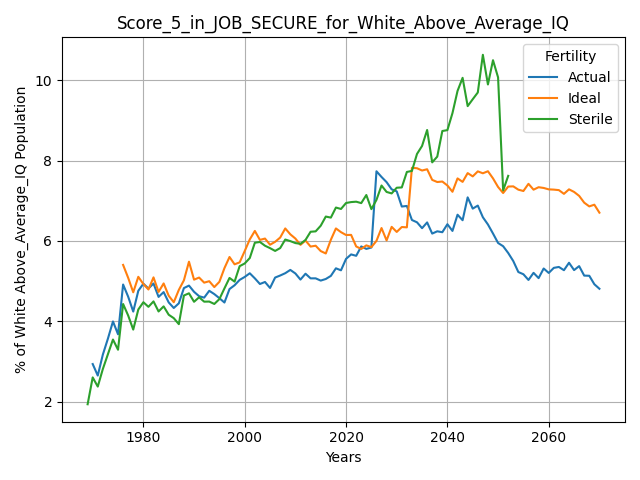 Score_5_in_JOB_SECURE_for_White_Above_Average_IQ
% of White Above_Average_IQ Population
10
8
6
4
2
Fertility
Actual
Ideal
Sterile
1980
2000
2020
2040
2060
Years